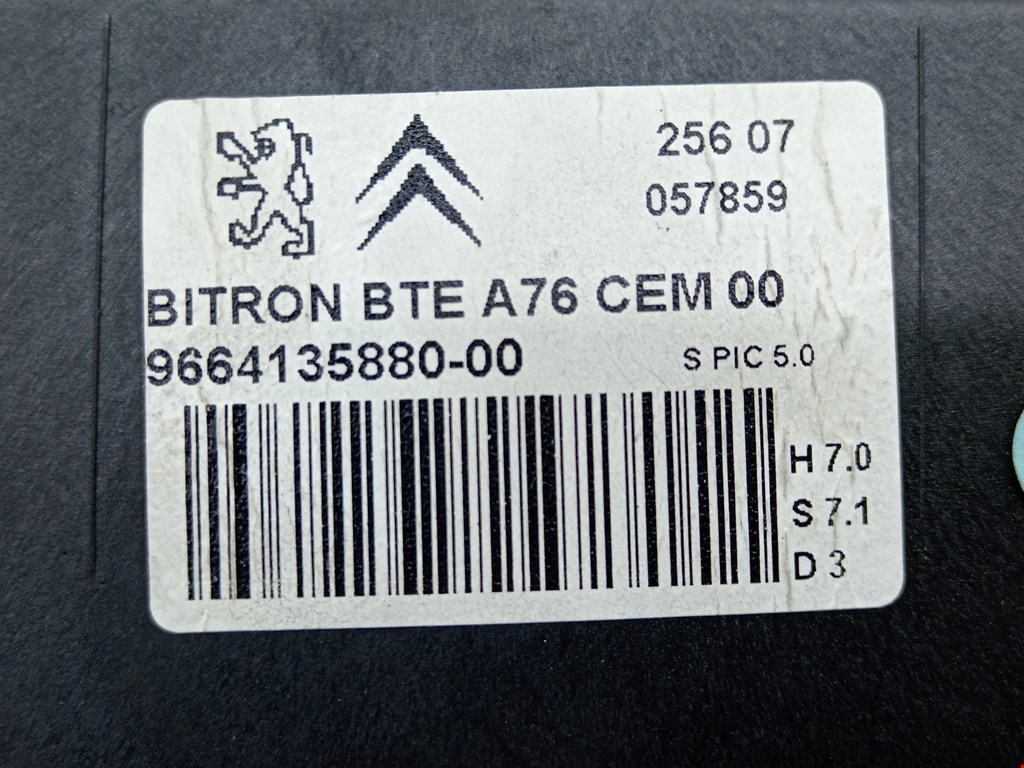 256 07
057859
BITRON BTE A76 CEM 00
9664135880-00
S PIC 5.0
H 7.0
S 7.1
D 3